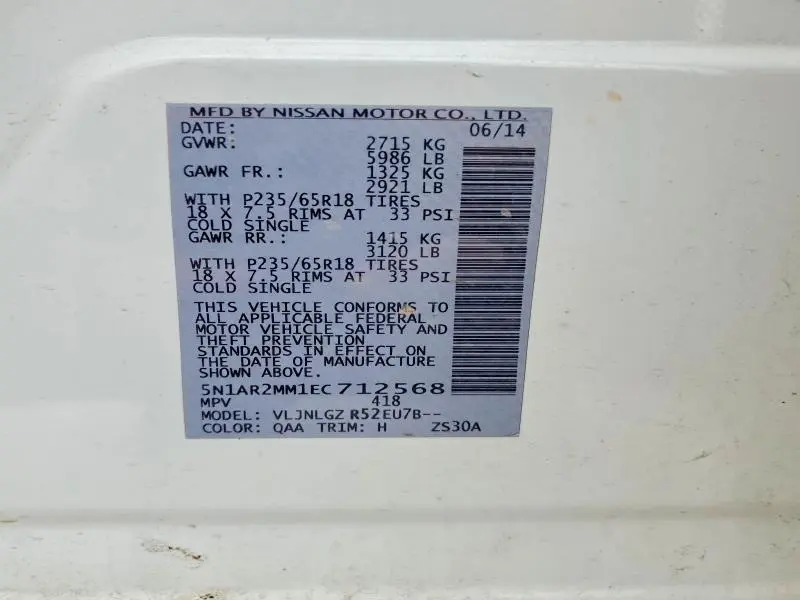 MFD BY NISSAN MOTOR CO., LTD.
DATE: 06/14
GVWR: 2715 KG
5986 LB
GAWR FR.: 1325 KG
2921 LB
WITH P235/65R18 TIRES
18 X 7.5 RIMS AT 33 PSI
COLD SINGLE
GAWR RR.: 1415 KG
3120 LB
WITH P235/65R18 TIRES
18 X 7.5 RIMS AT 33 PSI
COLD SINGLE
THIS VEHICLE CONFORMS TO
ALL APPLICABLE FEDERAL
MOTOR VEHICLE SAFETY AND
THEFT PREVENTION
STANDARDS IN EFFECT ON
THE DATE OF MANUFACTURE
SHOWN ABOVE.
5N1AR2MM1EC712568
MPV 418
MODEL: VLJNLGZ R52EU7B--
COLOR: QAA TRIM: H ZS30A